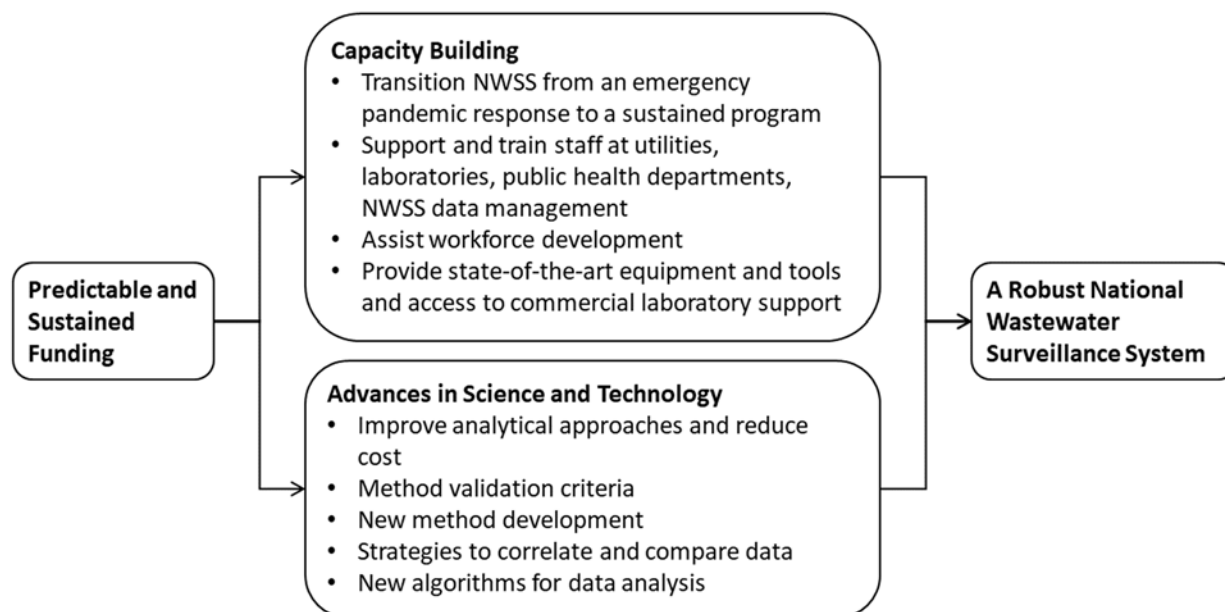 Predictable and
Sustained
Funding
Capacity Building
• Transition NWSS from an emergency
pandemic response to a sustained program
• Support and train staff at utilities,
laboratories, public health departments,
NWSS data management
• Assist workforce development
• Provide state-of-the-art equipment and tools
and access to commercial laboratory support
Advances in Science and Technology
• Improve analytical approaches and reduce
cost
• Method validation criteria
• New method development
• Strategies to correlate and compare data
• New algorithms for data analysis
A Robust National
Wastewater
Surveillance System